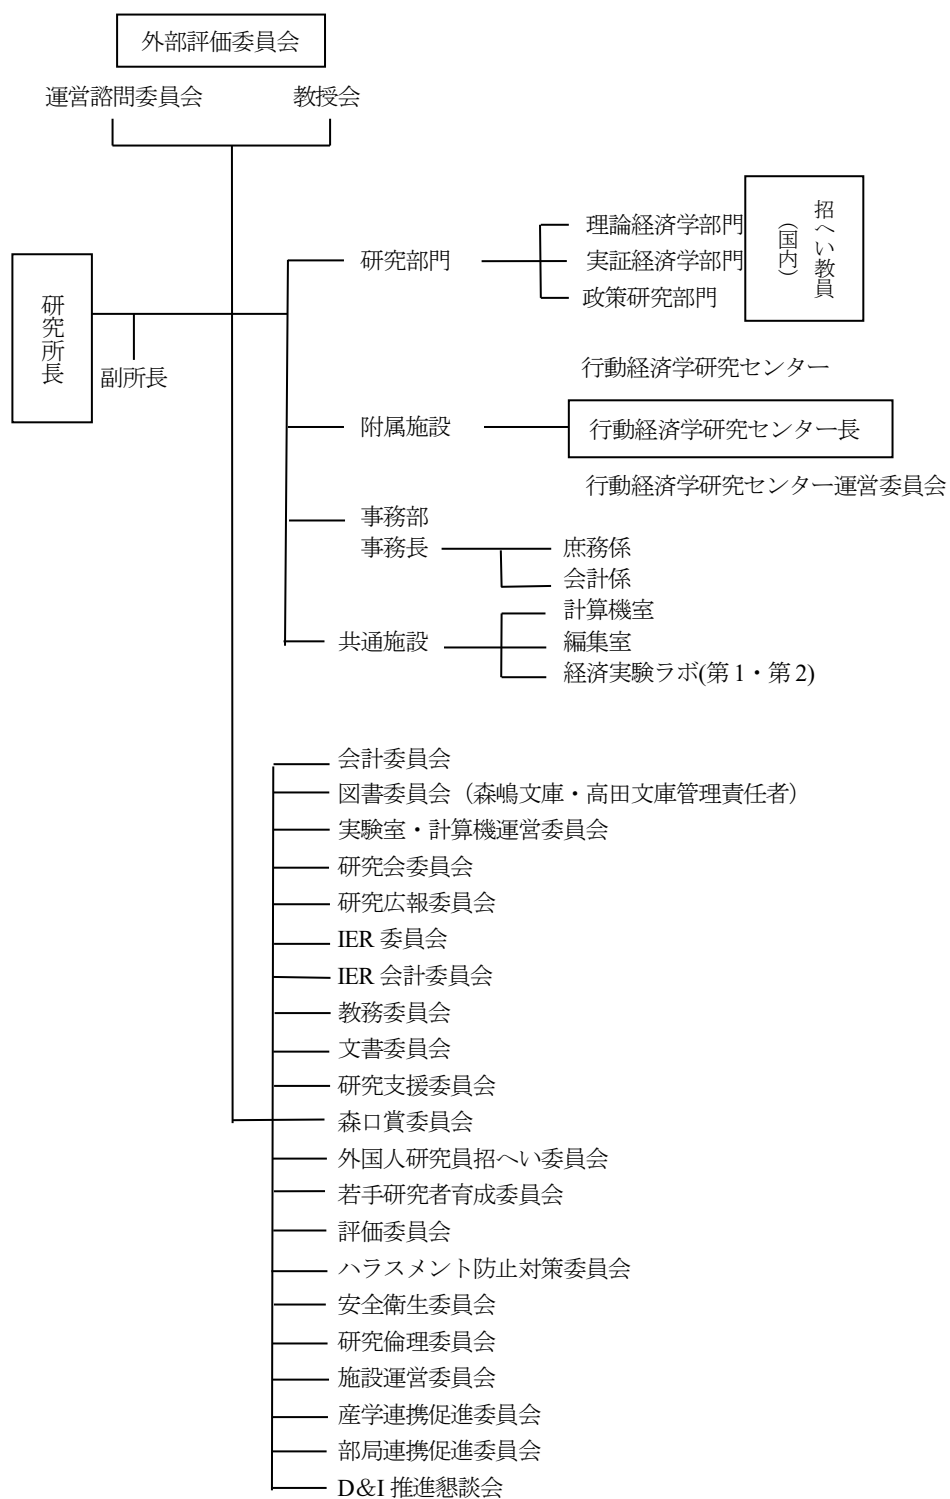 外部評価委員会
運営諮問委員会
教授会
研究所長
副所長
研究部門
理論経済学部門
実証経済学部門
政策研究部門
招へい教員
(国内)
行動経済学研究センター
附属施設
行動経済学研究センター長
行動経済学研究センター運営委員会
事務部
事務長
庶務係
会計係
共通施設
計算機室
編集室
経済実験ラボ(第1・第2)
会計委員会
図書委員会（森嶋文庫・高田文庫管理責任者）
実験室・計算機運営委員会
研究会委員会
研究広報委員会
IER 委員会
IER 会計委員会
教務委員会
文書委員会
研究支援委員会
森口賞委員会
外国人研究員招へい委員会
若手研究者育成委員会
評価委員会
ハラスメント防止対策委員会
安全衛生委員会
研究倫理委員会
施設運営委員会
産学連携促進委員会
部局連携促進委員会
D&I 推進懇談会